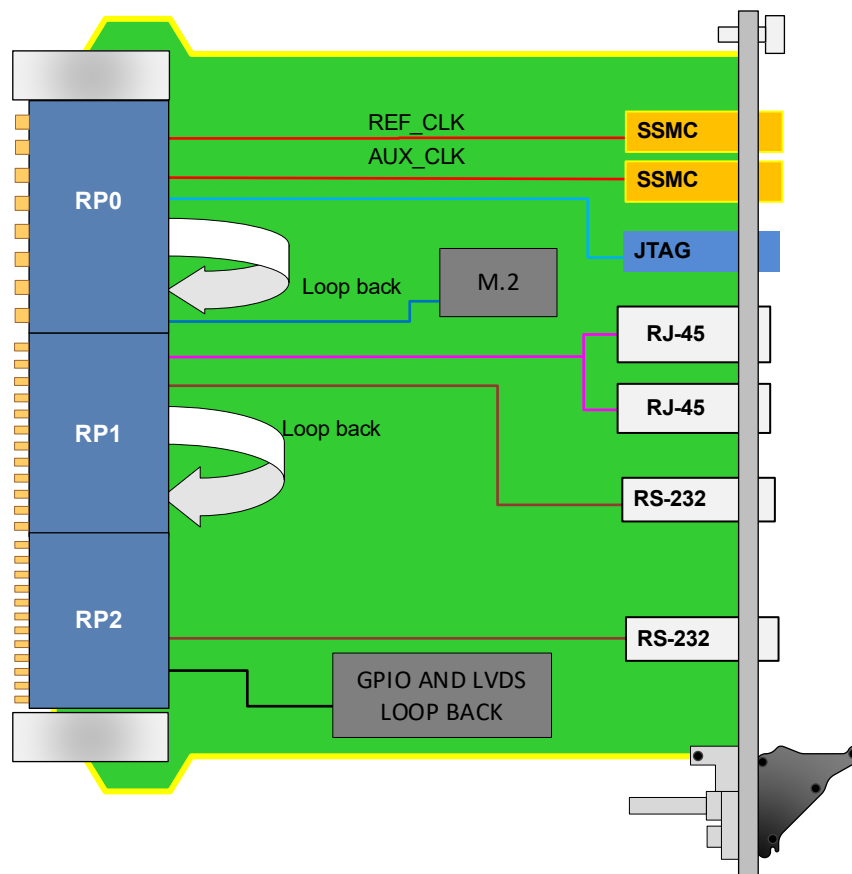 REF_CLK
SSMC
AUX_CLK
SSMC
RP0
JTAG
Loop back
M.2
RJ-45
RJ-45
RP1
Loop back
RS-232
RP2
RS-232
GPIO AND LVDS
LOOP BACK